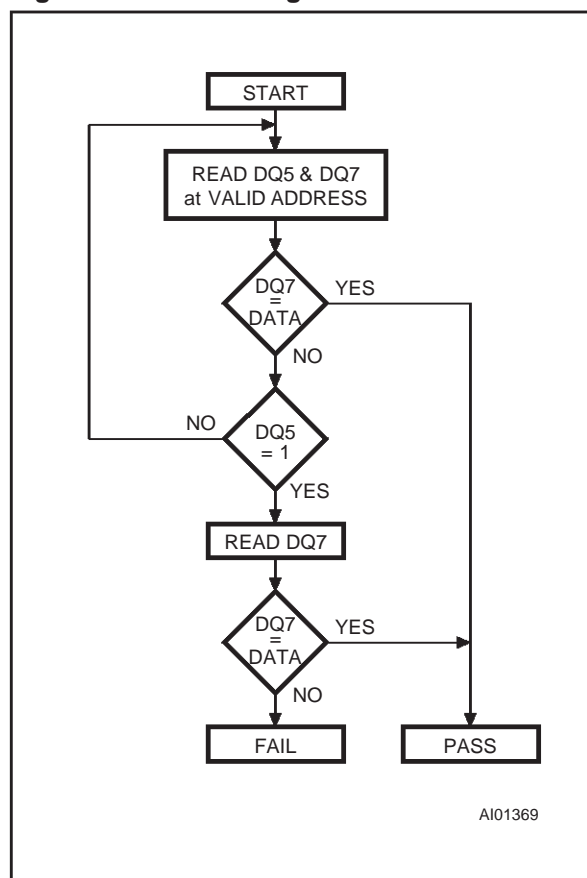 START
READ DQ5 & DQ7
at VALID ADDRESS
DQ7
=
DATA
YES
NO
DQ5
= 1
NO
YES
READ DQ7
DQ7
=
DATA
YES
NO
FAIL
PASS
AI01369